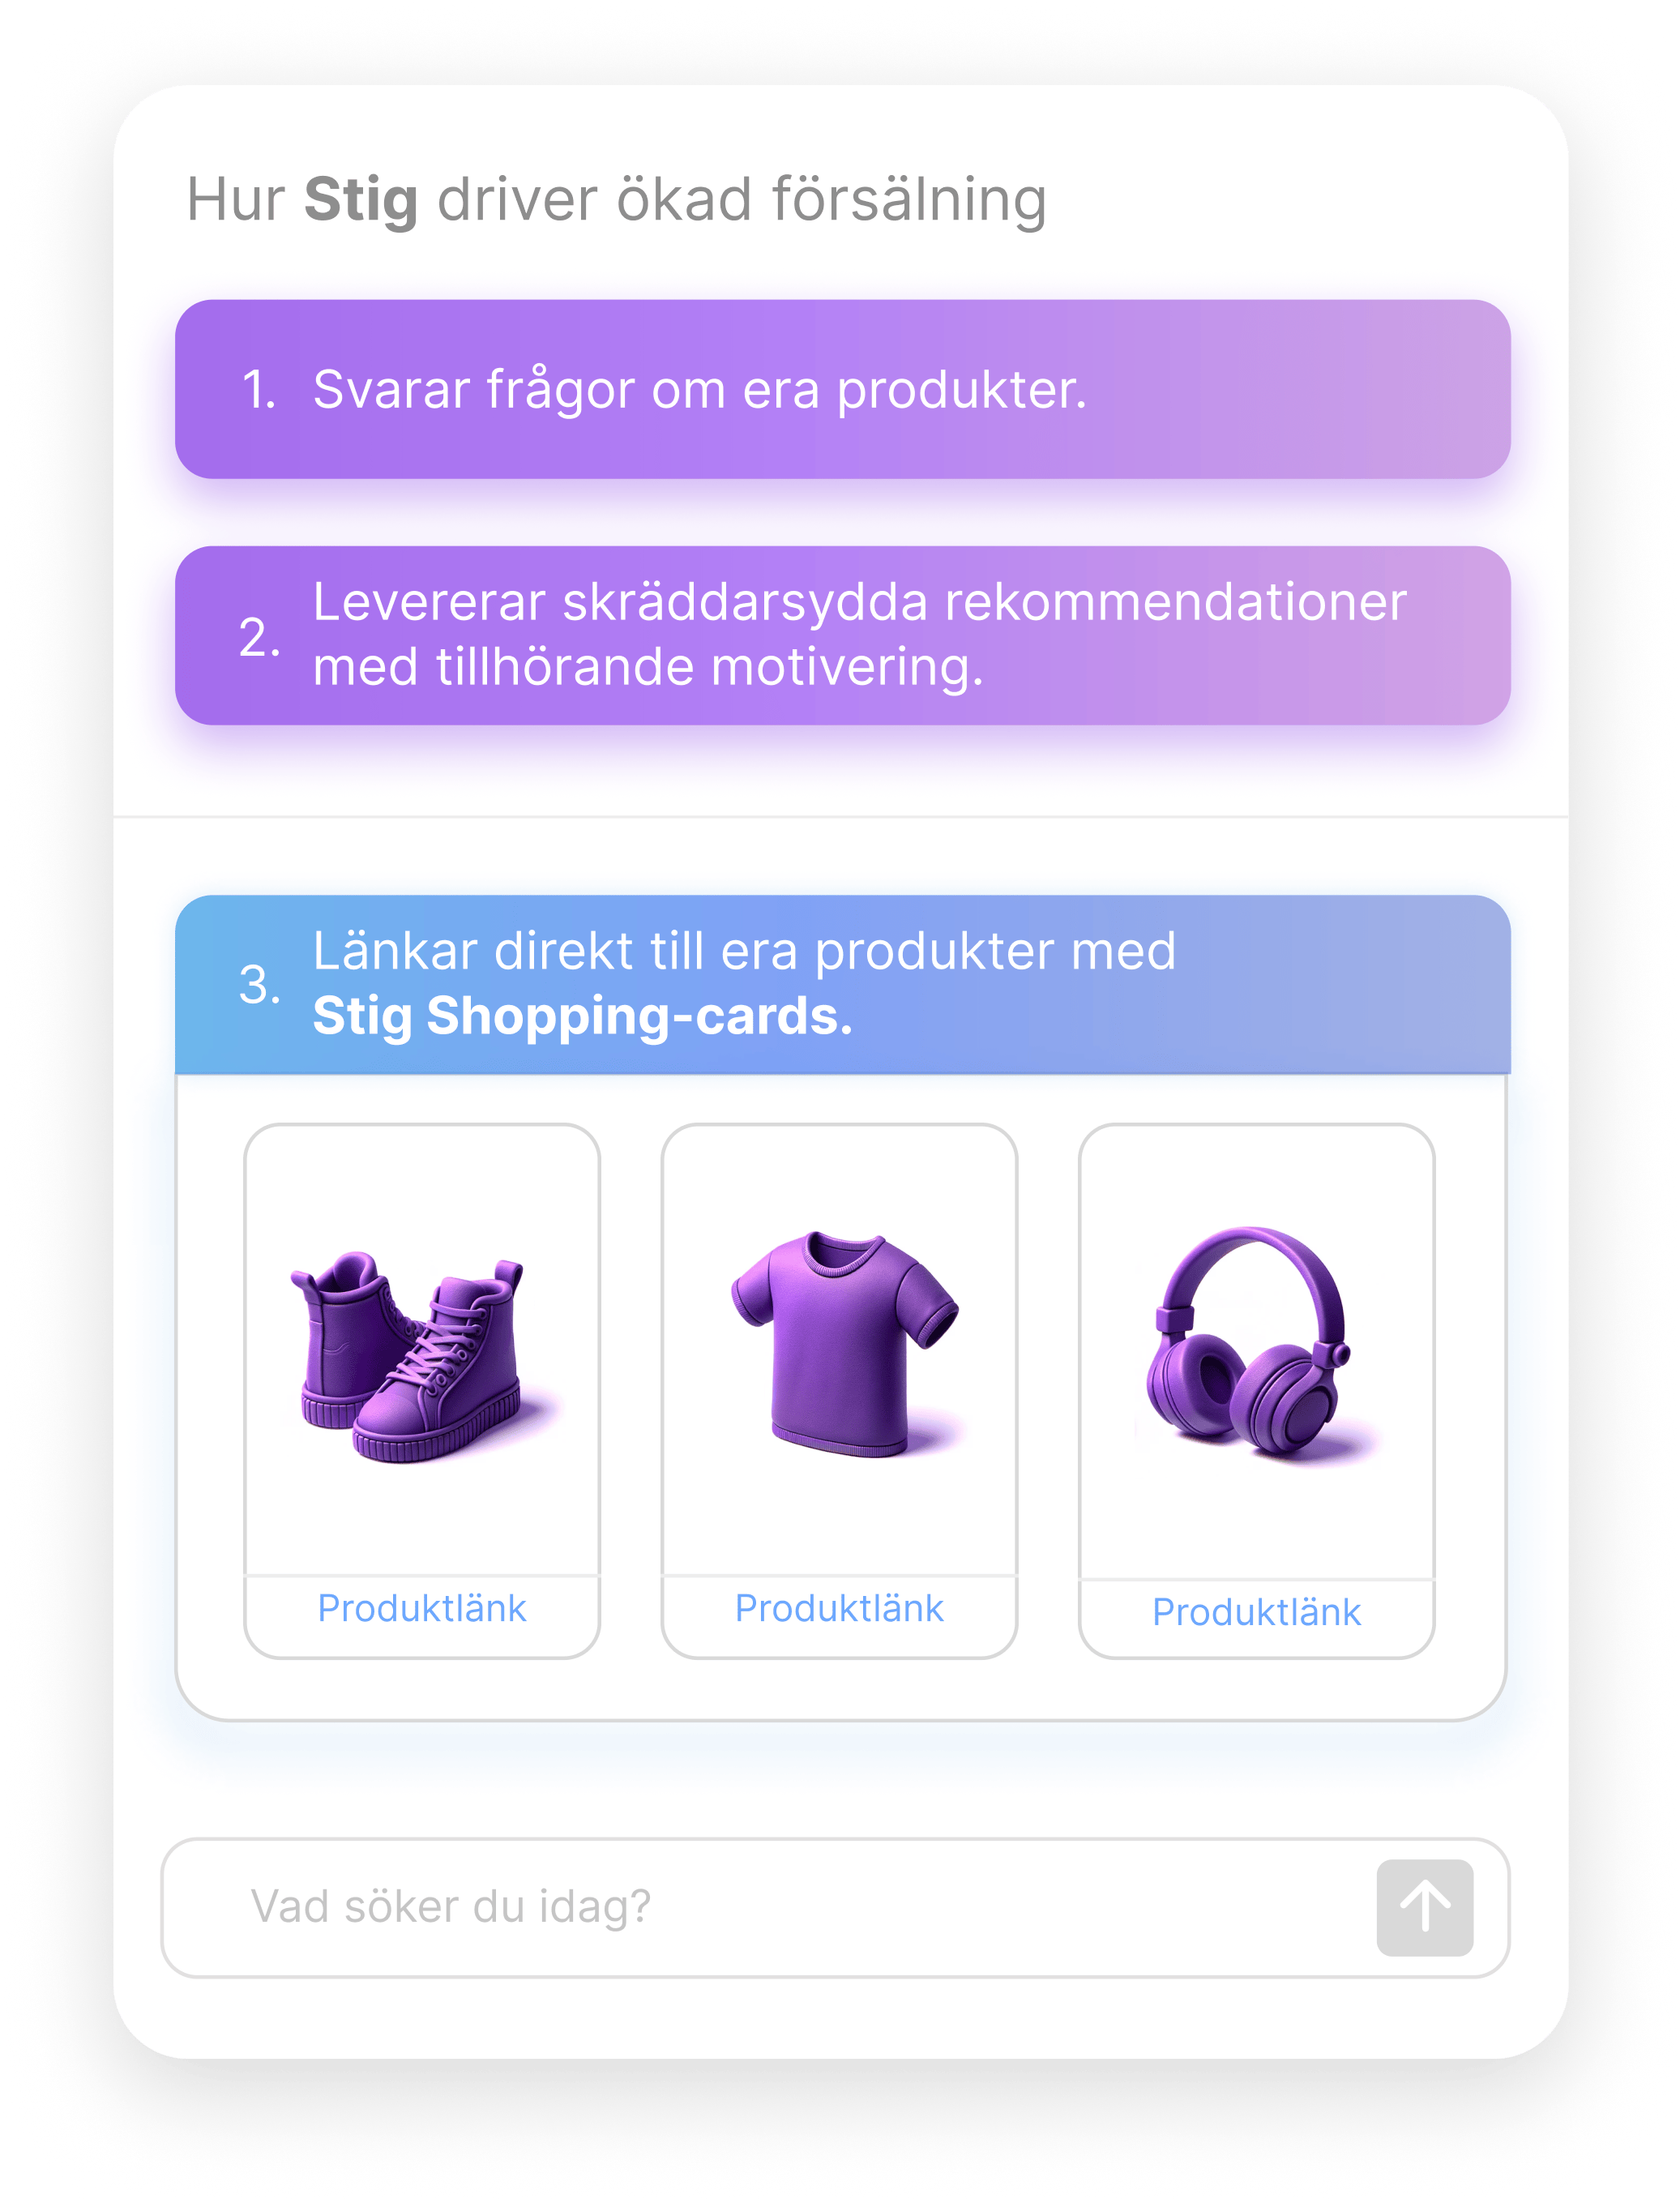 Hur Stig driver ökad försälning
1. Svarar frågor om era produkter.
2. Levererar skräddarsydda rekommendationer
med tillhörande motivering.
3. Länkar direkt till era produkter med
Stig Shopping-cards.
Produktlänk
Produktlänk
Produktlänk
Vad söker du idag?